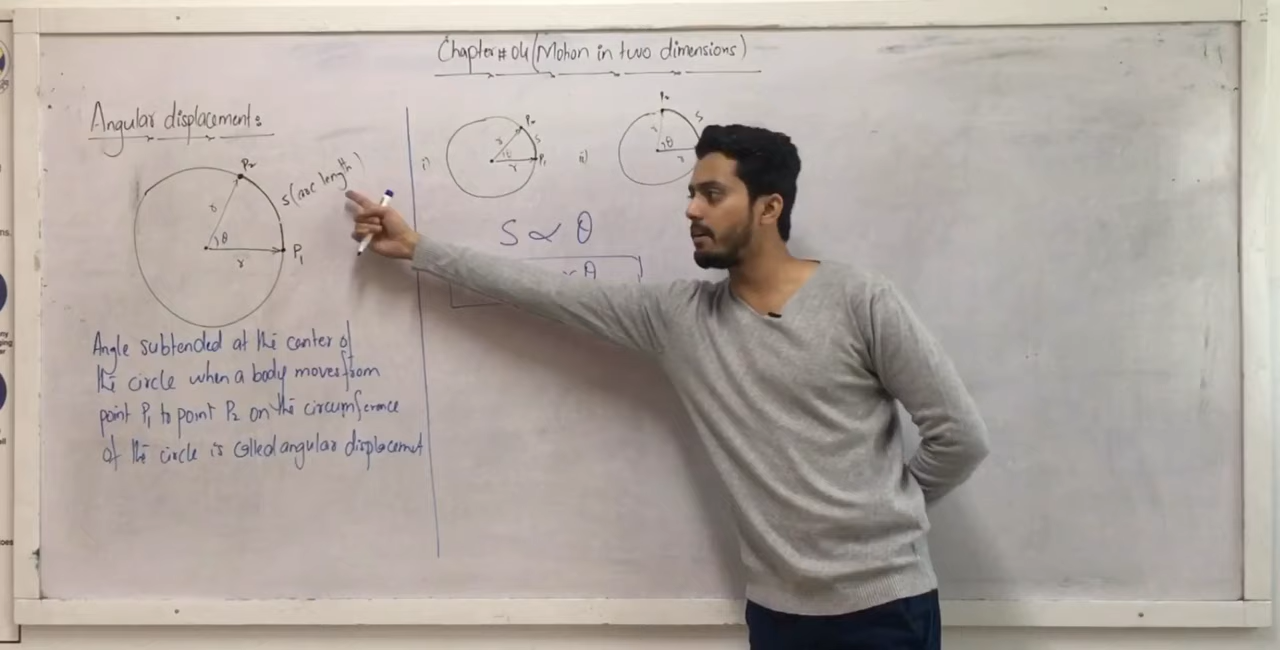 Chapter # 04 (Motion in two dimensions)
Angular displacement:
P₂
s (arc length)
r
θ
r
P₁
Angle subtended at the center of
the circle when a body moves from
point P₁ to point P₂ on the circumference
of the circle is called angular displacemet
i)
P₂
s
r
θ
r
P₁
ii)
P₂
s
r
θ
r
S ∝ θ
r θ